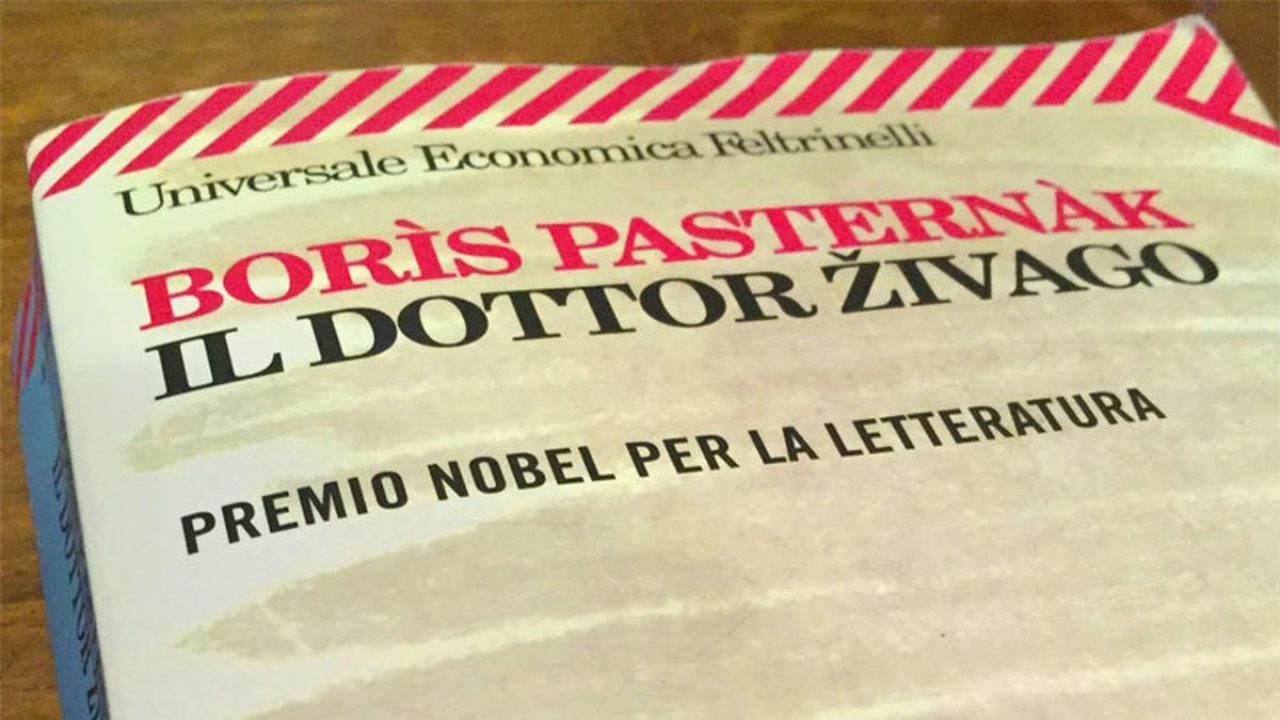 Universale Economica Feltrinelli
BORÌS PASTERNÀK
IL DOTTOR ŽIVAGO
PREMIO NOBEL PER LA LETTERATURA